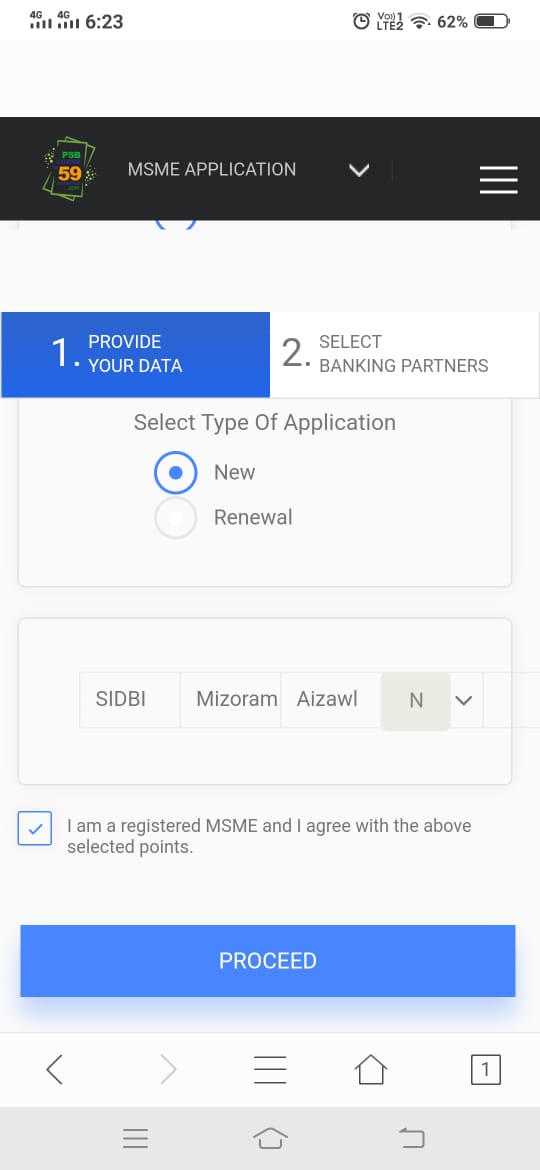 4G 4G 6:23 Vo)) 1 LTE2 62%
PSB
59
MSME APPLICATION
1. PROVIDE
YOUR DATA
2. SELECT
BANKING PARTNERS
Select Type Of Application
New
Renewal
SIDBI Mizoram Aizawl N
I am a registered MSME and I agree with the above
selected points.
PROCEED
1